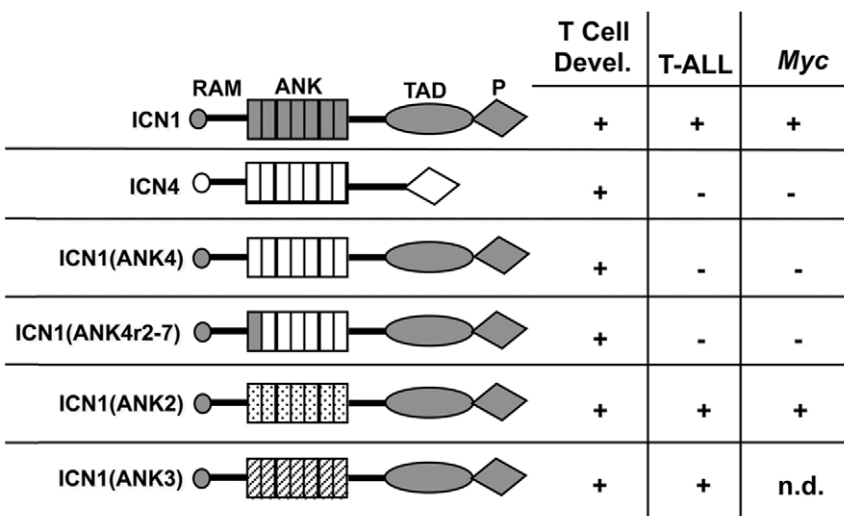 T Cell
Devel. T-ALL Myc
RAM ANK TAD P
ICN1 + + +
ICN4 + - -
ICN1(ANK4) + - -
ICN1(ANK4r2-7) + - -
ICN1(ANK2) + + +
ICN1(ANK3) + + n.d.